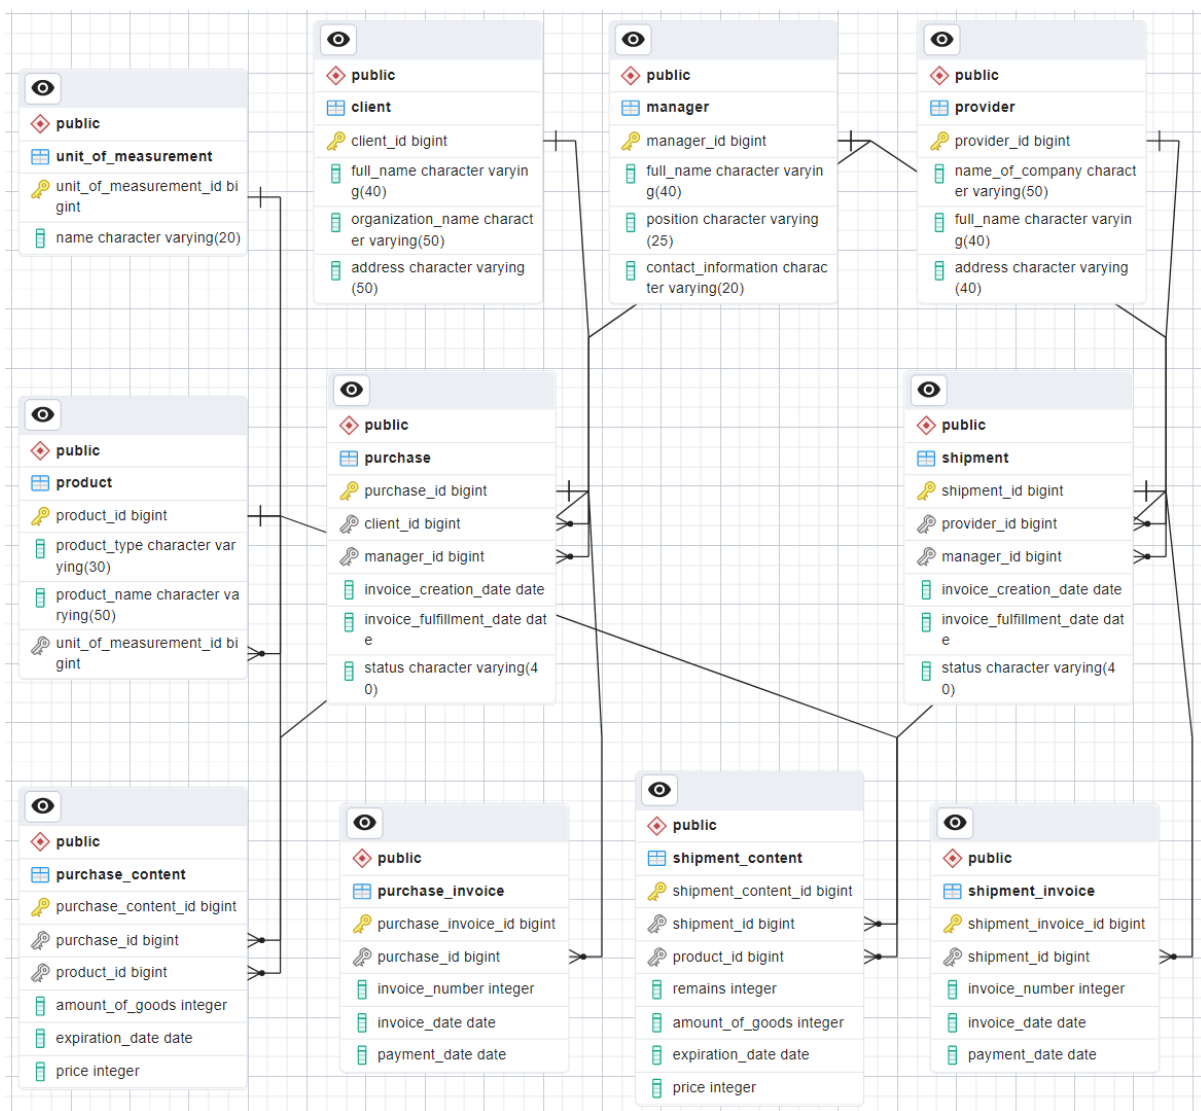 public
unit_of_measurement
unit_of_measurement_id bi
gint
name character varying(20)
public
client
client_id bigint
full_name character varyin
g(40)
organization_name charact
er varying(50)
address character varying
(50)
public
manager
manager_id bigint
full_name character varyin
g(40)
position character varying
(25)
contact_information charac
ter varying(20)
public
provider
provider_id bigint
name_of_company charact
er varying(50)
full_name character varyin
g(40)
address character varying
(40)
public
product
product_id bigint
product_type character var
ying(30)
product_name character va
rying(50)
unit_of_measurement_id bi
gint
public
purchase
purchase_id bigint
client_id bigint
manager_id bigint
invoice_creation_date date
invoice_fulfillment_date dat
e
status character varying(4
0)
public
shipment
shipment_id bigint
provider_id bigint
manager_id bigint
invoice_creation_date date
invoice_fulfillment_date dat
e
status character varying(4
0)
public
purchase_content
purchase_content_id bigint
purchase_id bigint
product_id bigint
amount_of_goods integer
expiration_date date
price integer
public
purchase_invoice
purchase_invoice_id bigint
purchase_id bigint
invoice_number integer
invoice_date date
payment_date date
public
shipment_content
shipment_content_id bigint
shipment_id bigint
product_id bigint
remains integer
amount_of_goods integer
expiration_date date
price integer
public
shipment_invoice
shipment_invoice_id bigint
shipment_id bigint
invoice_number integer
invoice_date date
payment_date date